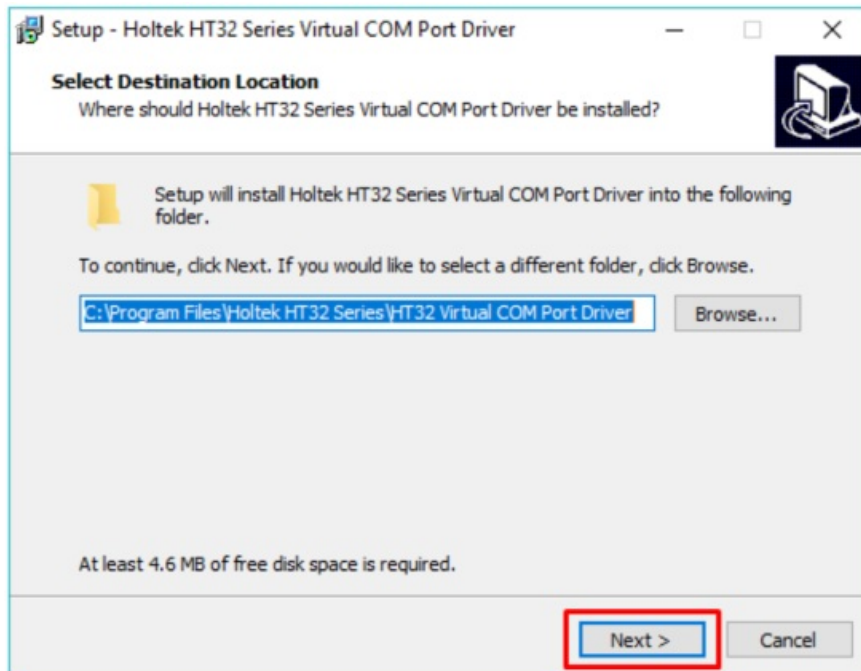 Setup - Holtek HT32 Series Virtual COM Port Driver
Select Destination Location
Where should Holtek HT32 Series Virtual COM Port Driver be installed?
Setup will install Holtek HT32 Series Virtual COM Port Driver into the following
folder.
To continue, click Next. If you would like to select a different folder, click Browse.
C:\Program Files\Holtek HT32 Series\HT32 Virtual COM Port Driver
Browse...
At least 4.6 MB of free disk space is required.
Next >
Cancel